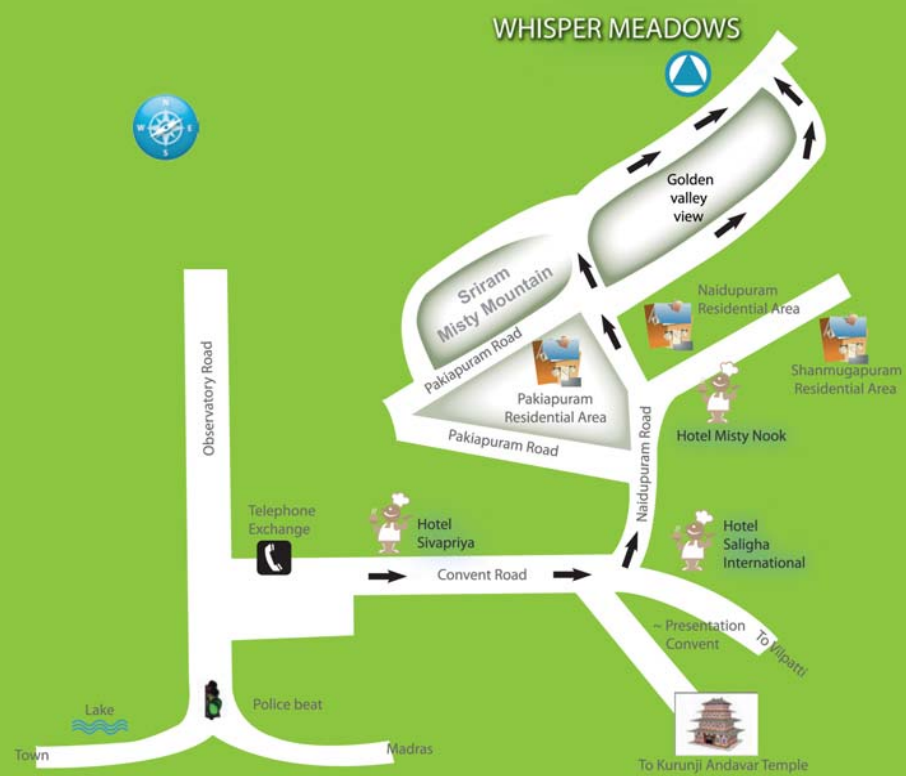 WHISPER MEADOWS
N
W E
S
Golden
valley
view
Sriram
Misty Mountain
Naidupuram
Residential Area
Observatory Road
Pakiapuram Road
Shanmugapuram
Residential Area
Pakiapuram
Residential Area
Hotel Misty Nook
Pakiapuram Road
Naidupuram Road
Telephone
Exchange
Hotel
Sivapriya
Hotel
Saligha
International
Convent Road
~ Presentation
Convent
To Vilpatti
Lake
Police beat
Town
Madras
To Kurunji Andavar Temple